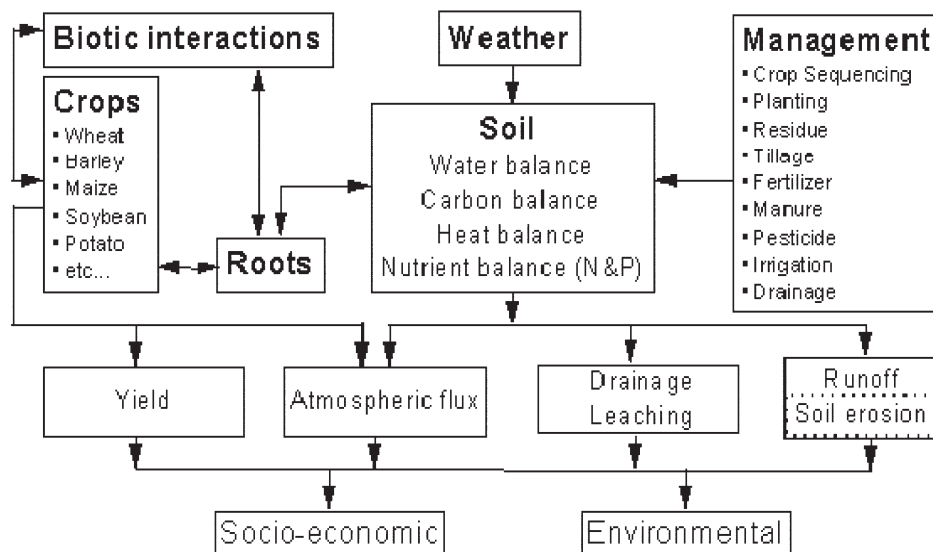 Biotic interactions
Weather
Management
▪ Crop Sequencing
▪ Planting
▪ Residue
▪ Tillage
▪ Fertilizer
▪ Manure
▪ Pesticide
▪ Irrigation
▪ Drainage
Crops
▪ Wheat
▪ Barley
▪ Maize
▪ Soybean
▪ Potato
▪ etc...
Soil
Water balance
Carbon balance
Heat balance
Nutrient balance (N&P)
Roots
Yield
Atmospheric flux
Drainage
Leaching
Runoff
Soil erosion
Socio-economic
Environmental